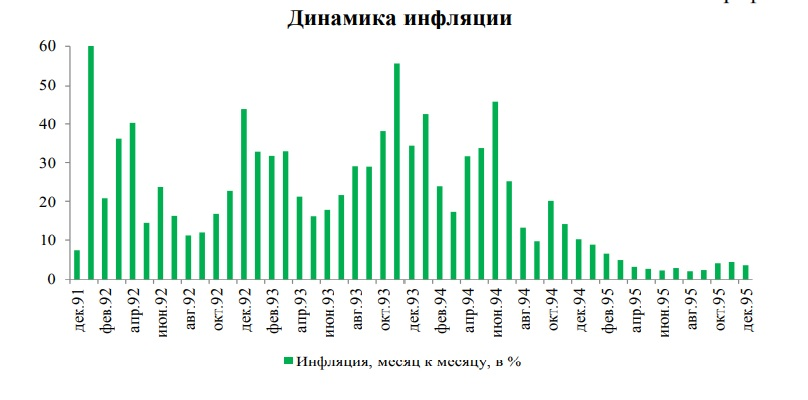 Динамика инфляции
60
50
40
30
20
10
0
дек.91
фев.92
апр.92
июн.92
авг.92
окт.92
дек.92
фев.93
апр.93
июн.93
авг.93
окт.93
дек.93
фев.94
апр.94
июн.94
авг.94
окт.94
дек.94
фев.95
апр.95
июн.95
авг.95
окт.95
дек.95
Инфляция, месяц к месяцу, в %